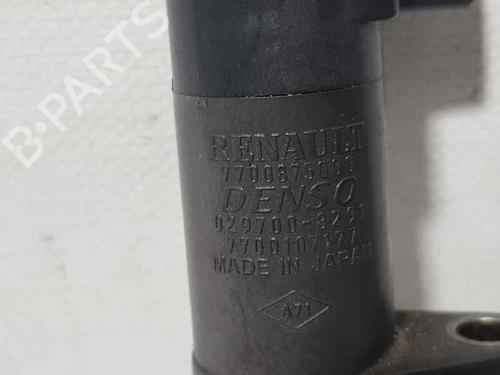 B-PARTS
RENAULT
7700875000
DENSO
029700-8201
7700107177
MADE IN JAPAN
A71